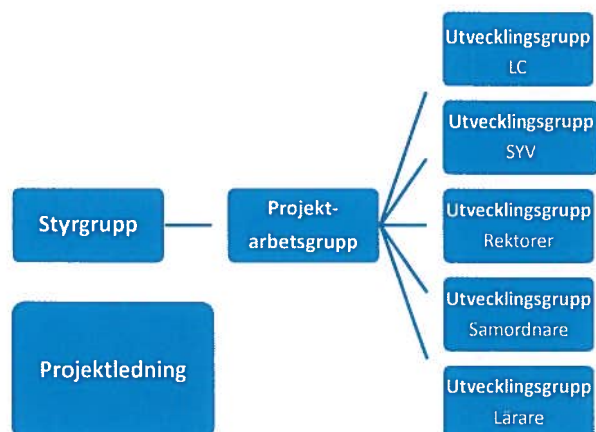 Styrgrupp
Projektledning
Projekt-
arbetsgrupp
Utvecklingsgrupp
LC
Utvecklingsgrupp
SYV
Utvecklingsgrupp
Rektorer
Utvecklingsgrupp
Samordnare
Utvecklingsgrupp
Lärare